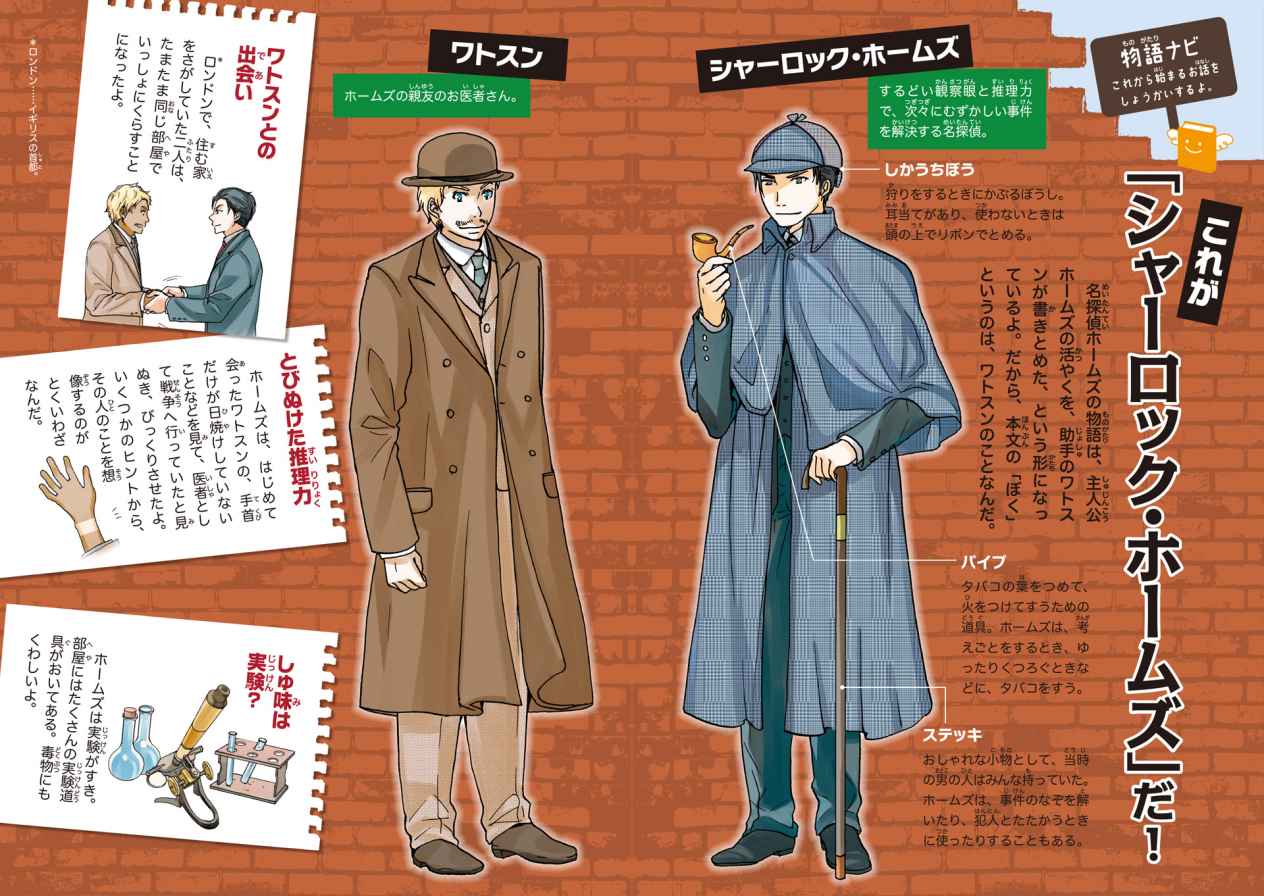 物語ナビ
これから始まるお話を
しょうかいするよ。
これが
「シャーロック・ホームズ」だ！
名探偵ホームズの物語は、主人公
ホームズの活やくを、助手のワトス
ンが書きとめた、という形になっ
ているよ。だから、本文の「ぼく」
というのは、ワトスンのことなんだ。
シャーロック・ホームズ
するどい観察眼と推理力
で、次々にむずかしい事件
を解決する名探偵。
しかうちぼう
狩りをするときにかぶるぼうし。
耳当てがあり、使わないときは
頭の上でリボンでとめる。
パイプ
タバコの葉をつめて、
火をつけてすうための
道具。ホームズは、考
えごとをするとき、ゆ
ったりくつろぐときな
どに、タバコをすう。
ステッキ
おしゃれな小物として、当時
の男の人はみんな持っていた。
ホームズは、事件のなぞを解
いたり、犯人とたたかうとき
に使ったりすることもある。
ワトスン
ホームズの親友のお医者さん。
ワトスンとの
出会い
ロンドン*で、住む家
をさがしていた二人は、
たまたま同じ部屋で
いっしょにくらすこと
になったよ。
*ロンドン……イギリスの首都。
とびぬけた推理力
ホームズは、はじめて
会ったワトスンの、手首
だけが日焼けしていない
ことなどを見て、医者とし
て戦争へ行っていたと見
ぬき、びっくりさせたよ。
いくつかのヒントから、
その人のことを想
像するのが
とくいわざ
なんだ。
しゅ味は
実験？
ホームズは実験がすき。
部屋にはたくさんの実験道
具がおいてある。毒物にも
くわしいよ。